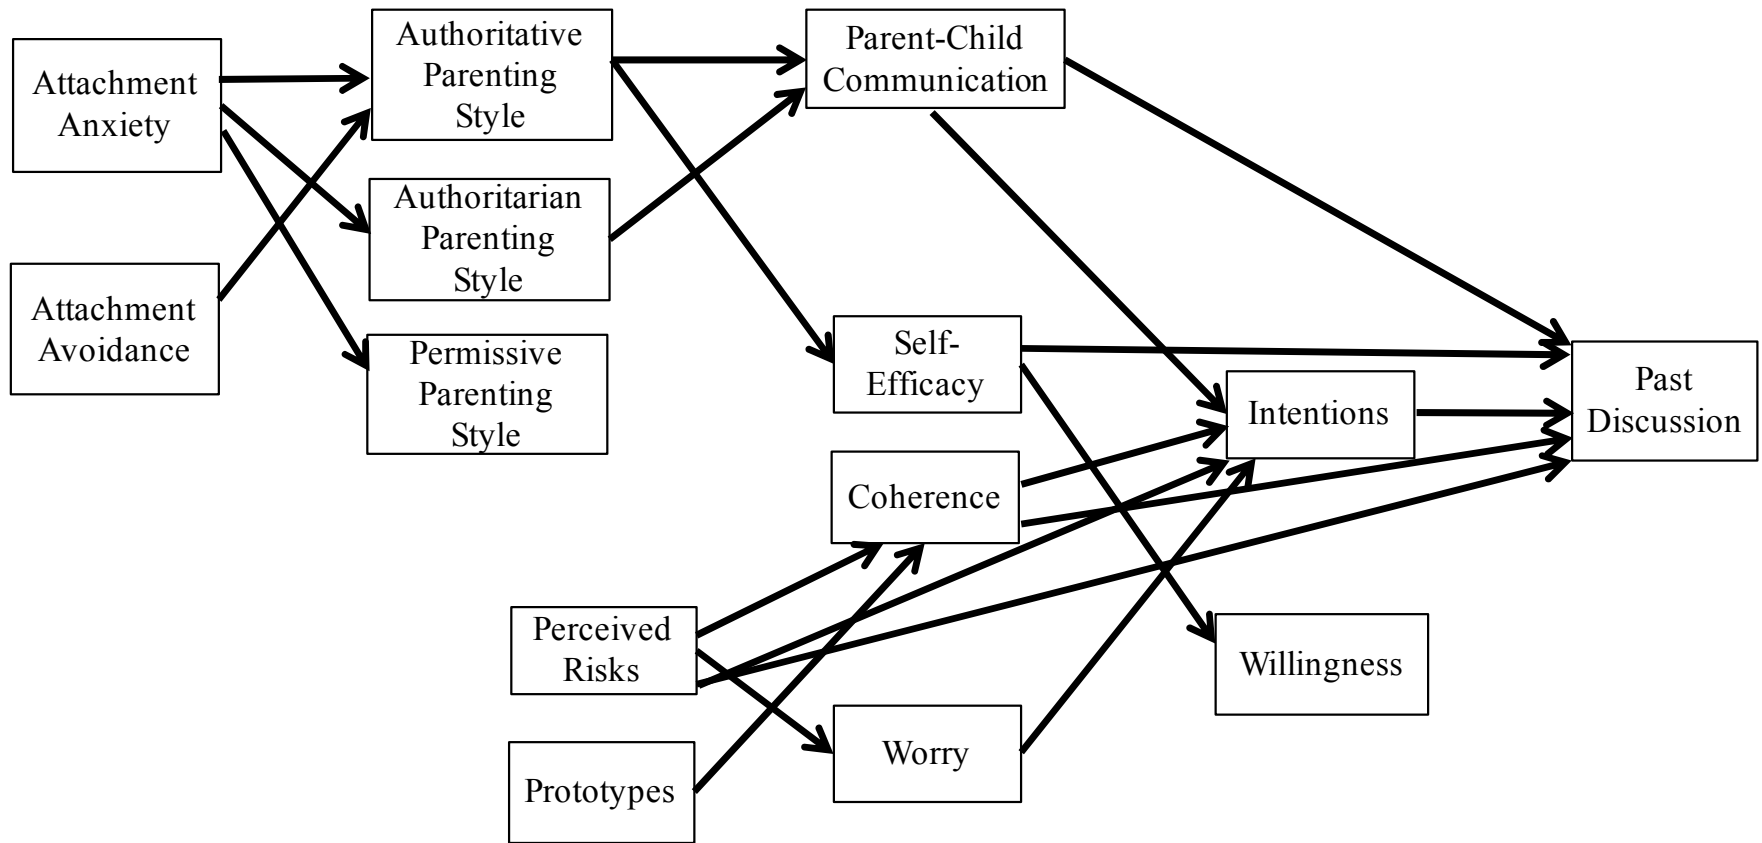 Attachment
Anxiety
Authoritative
Parenting
Style
Parent-Child
Communication
Authoritarian
Parenting
Style
Attachment
Avoidance
Permissive
Parenting
Style
Self-
Efficacy
Intentions
Past
Discussion
Coherence
Perceived
Risks
Willingness
Worry
Prototypes